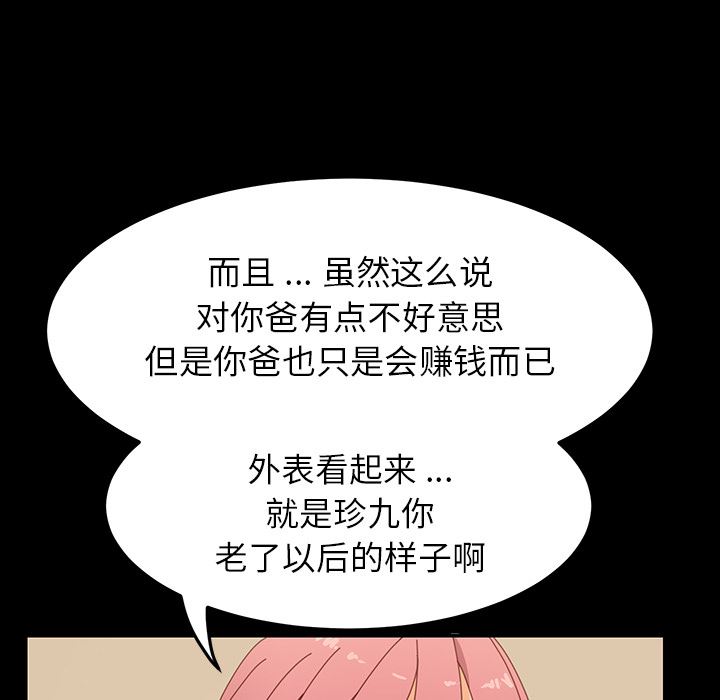 而且 ... 虽然这么说
对你爸有点不好意思
但是你爸也只是会赚钱而已
外表看起来 ...
就是珍九你
老了以后的样子啊